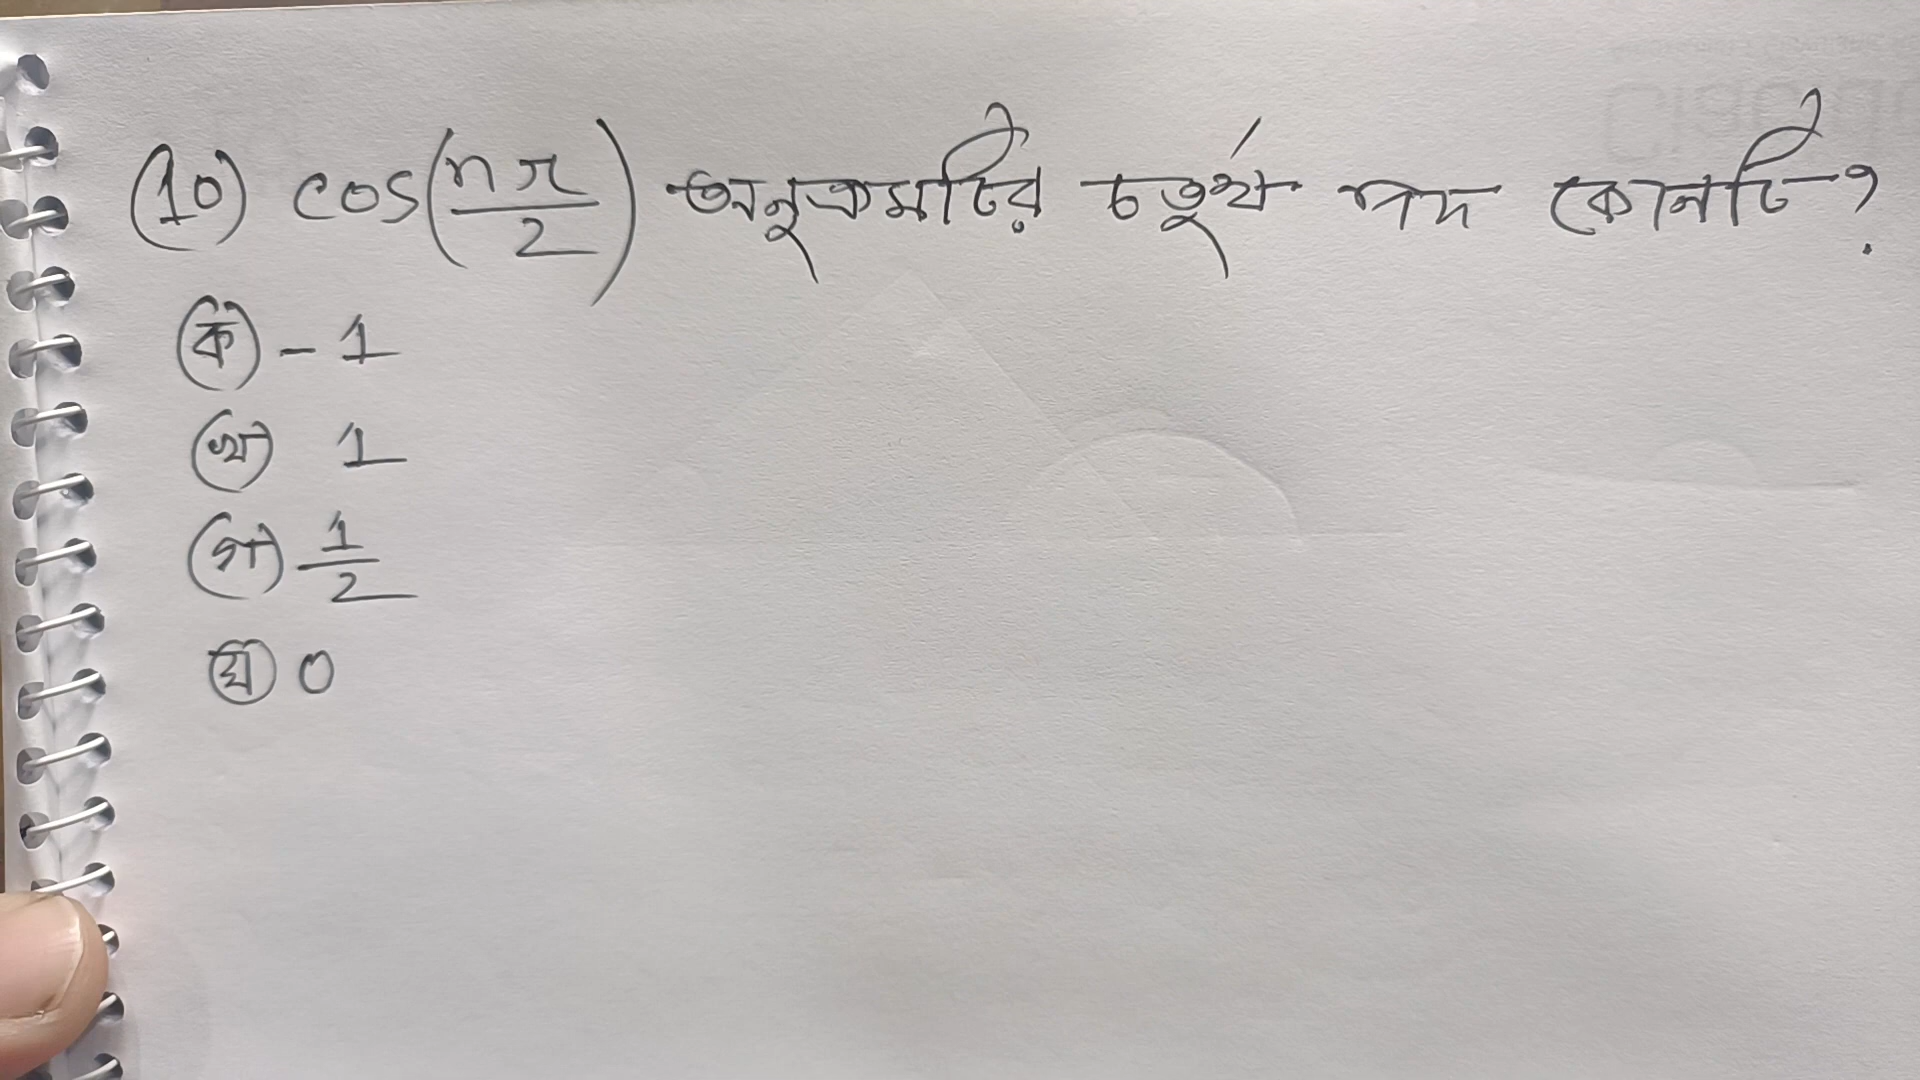 (10) cos(nπ/2) অনুক্রমটির চতুর্থ পদ কোনটি?
(ক) - 1
(খ) 1
(গ) 1/2
(ঘ) 0